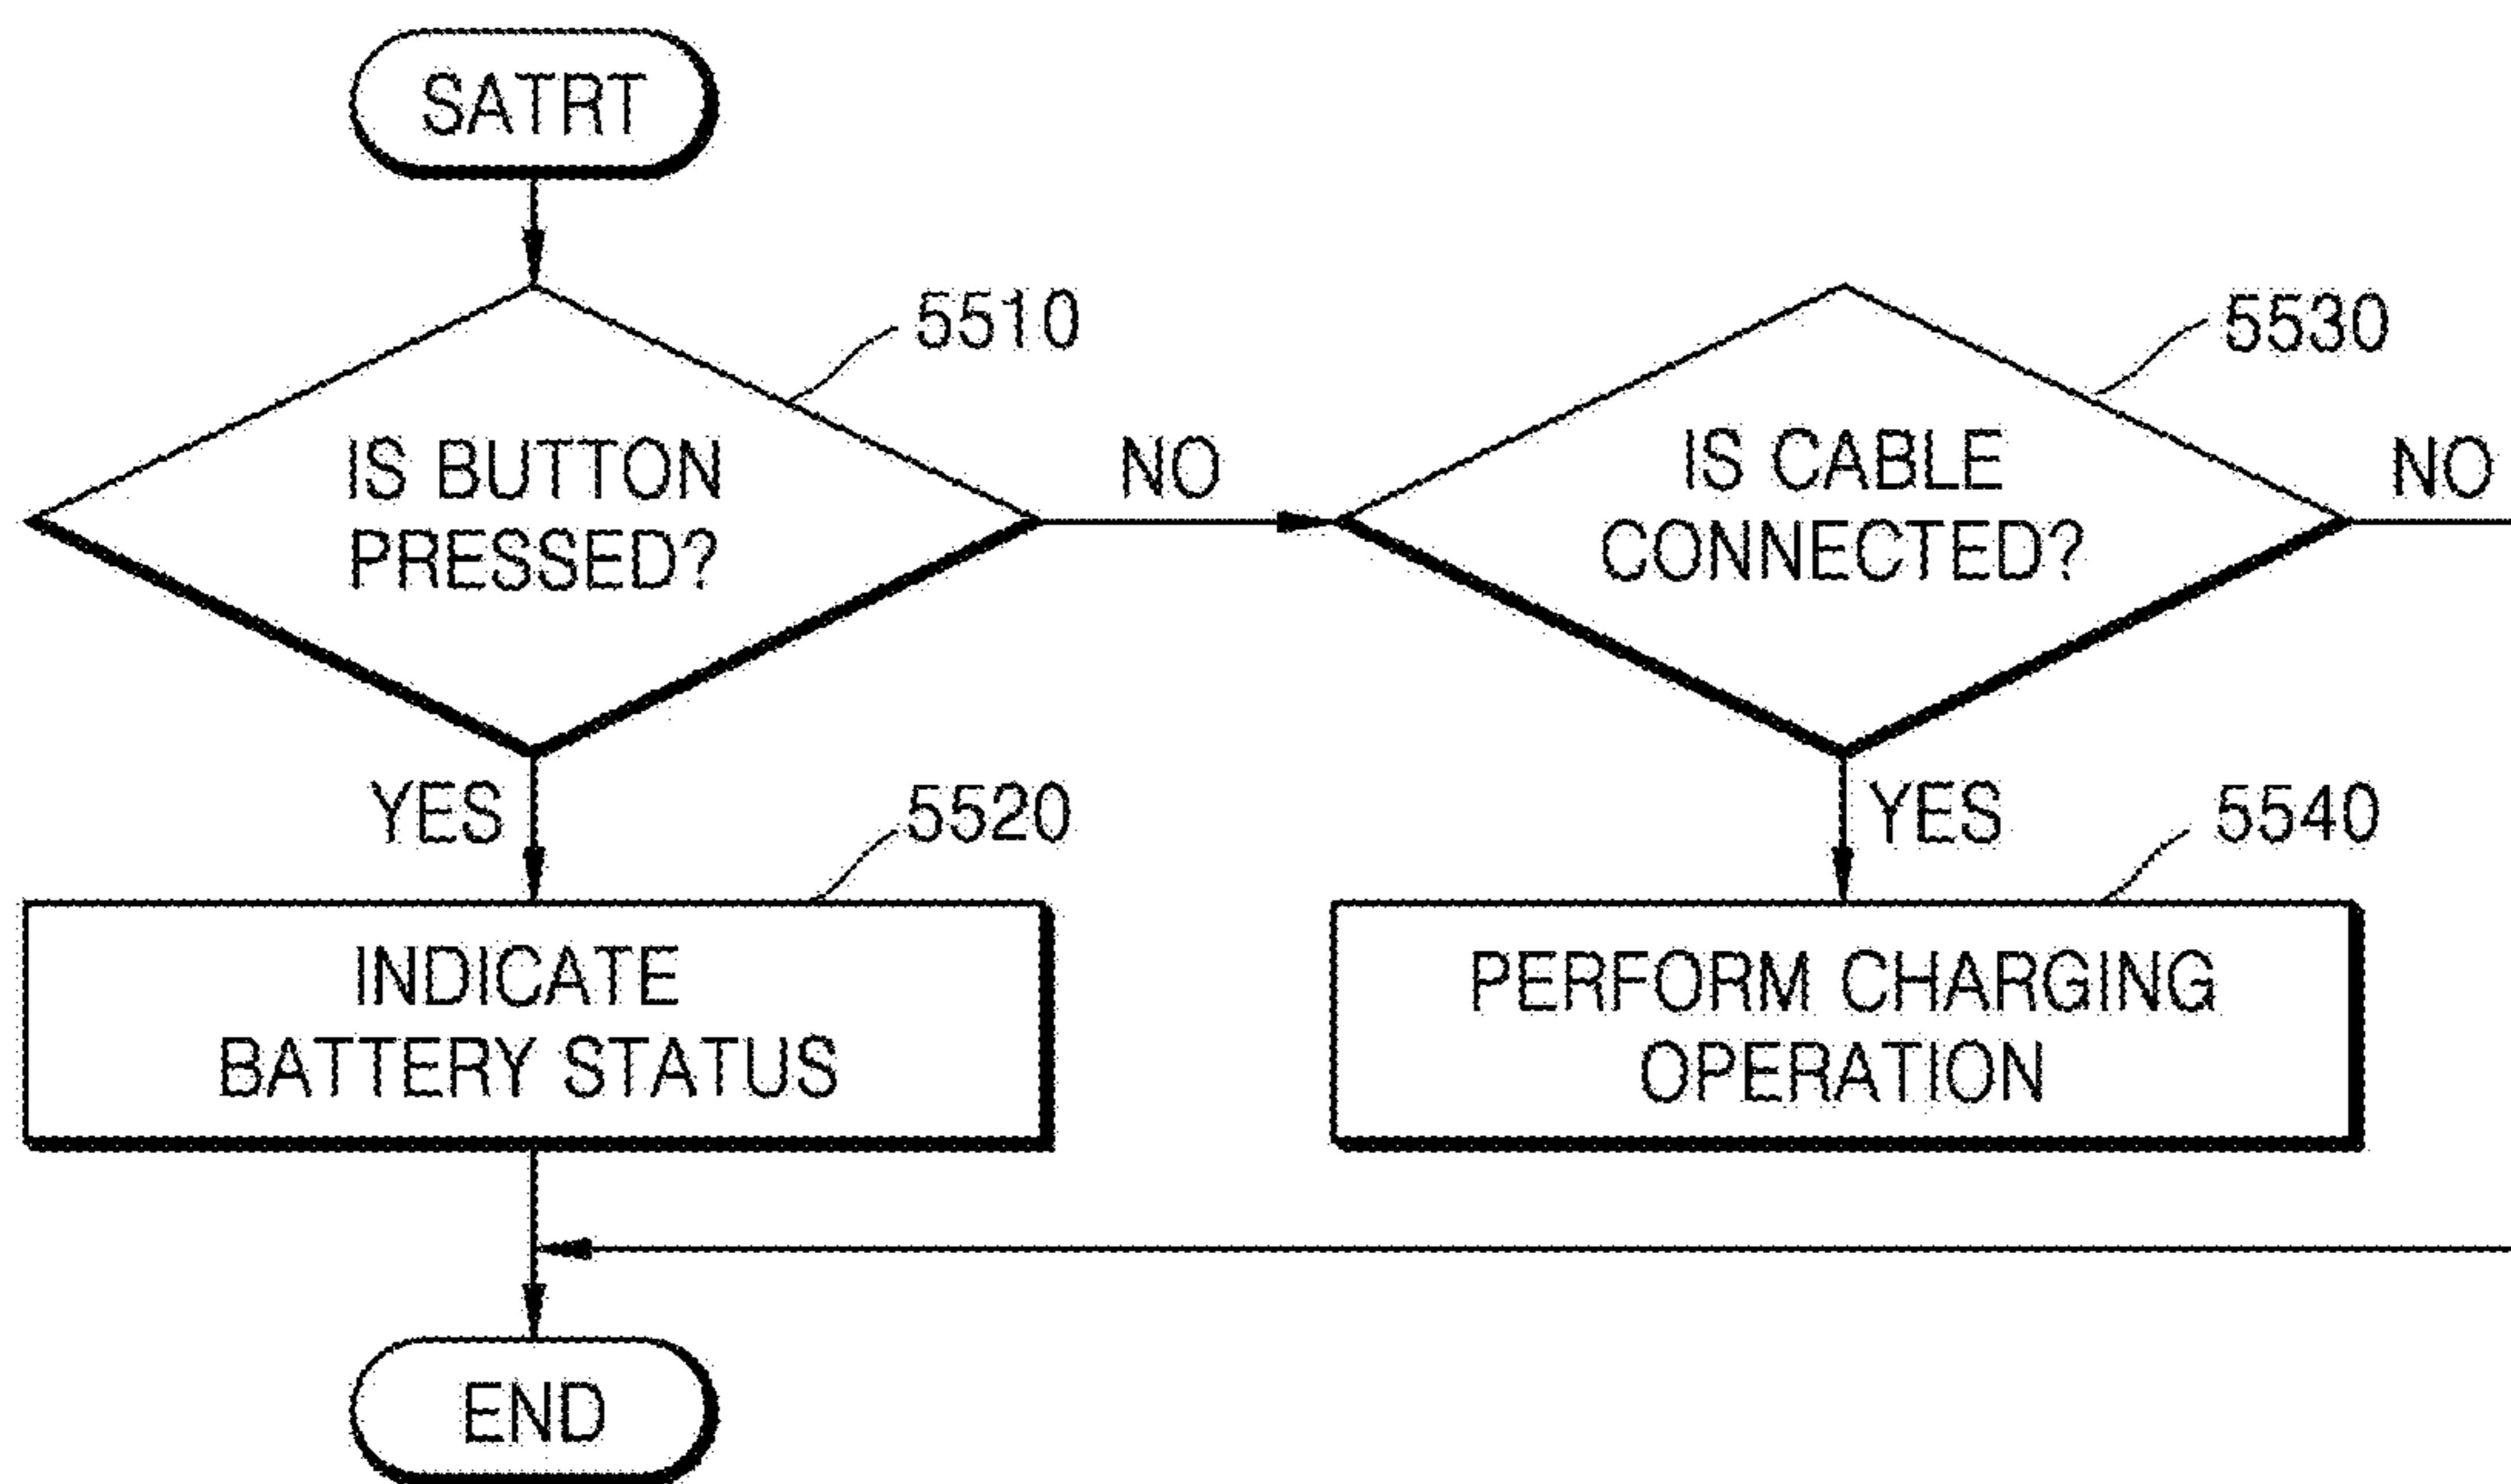 SATRT
5510
IS BUTTON
PRESSED?
NO
5530
IS CABLE
CONNECTED?
NO
YES
5520
INDICATE
BATTERY STATUS
YES
5540
PERFORM CHARGING
OPERATION
END